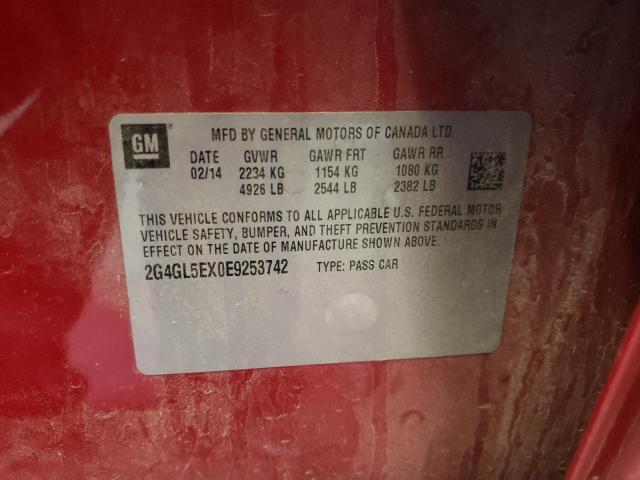 GM
MFD BY GENERAL MOTORS OF CANADA LTD.
DATE GVWR GAWR FRT GAWR RR
02/14 2234 KG 1154 KG 1080 KG
4926 LB 2544 LB 2382 LB
THIS VEHICLE CONFORMS TO ALL APPLICABLE U.S. FEDERAL MOTOR
VEHICLE SAFETY, BUMPER, AND THEFT PREVENTION STANDARDS IN
EFFECT ON THE DATE OF MANUFACTURE SHOWN ABOVE.
2G4GL5EX0E9253742 TYPE: PASS CAR